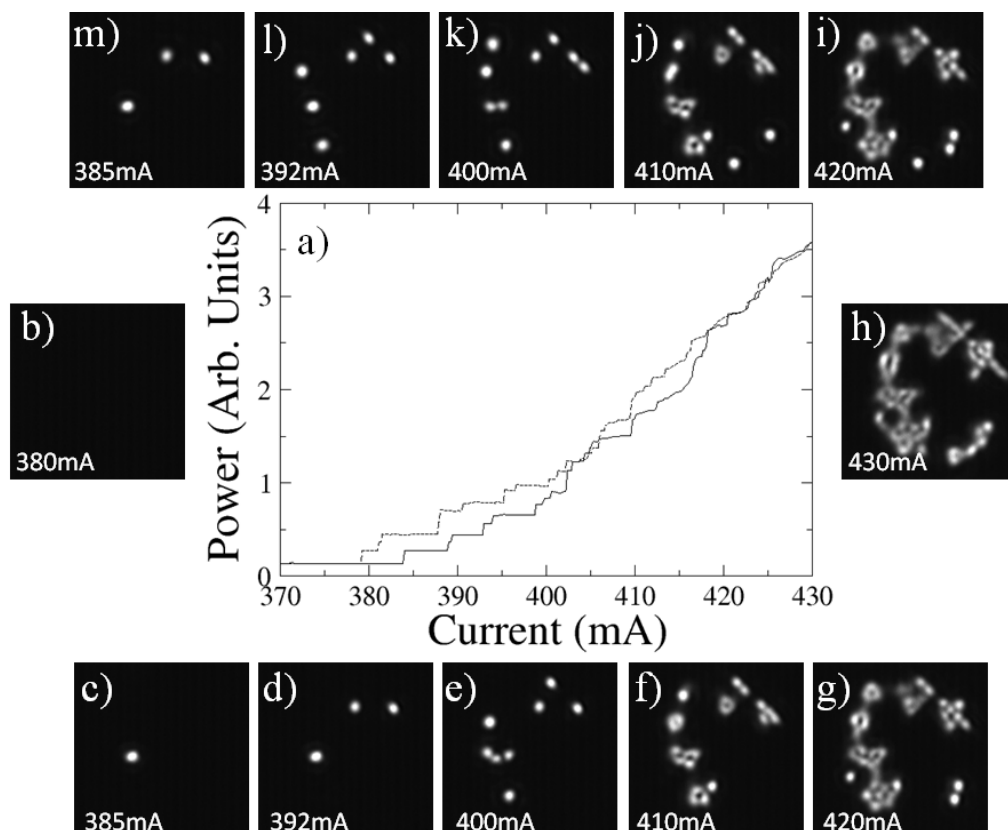 m)
l)
k)
j)
i)
385mA
392mA
400mA
410mA
420mA
a)
Power (Arb. Units)
4
3
2
1
0
370
380
390
400
410
420
430
Current (mA)
b)
380mA
h)
430mA
c)
d)
e)
f)
g)
385mA
392mA
400mA
410mA
420mA